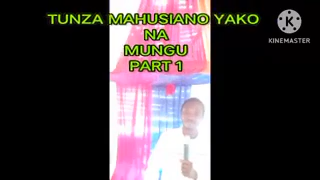 TUNZA MAHUSIANO YAKO
NA
MUNGU
PART 1
KINEMASTER